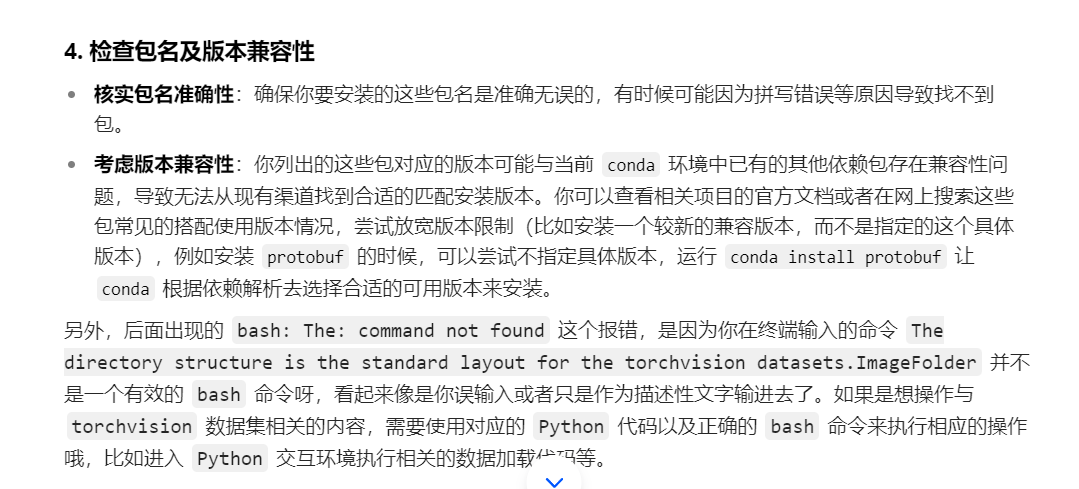 4. 检查包名及版本兼容性
核实包名准确性：确保你要安装的这些包名是准确无误的，有时候可能因为拼写错误等原因导致找不到
包。
考虑版本兼容性：你列出的这些包对应的版本可能与当前 conda 环境中已有的其他依赖包存在兼容性问
题，导致无法从现有渠道找到合适的匹配安装版本。你可以查看相关项目的官方文档或者在网上搜索这些
包常见的搭配使用版本情况，尝试放宽版本限制（比如安装一个较新的兼容版本，而不是指定的这个具体
版本），例如安装 protobuf 的时候，可以尝试不指定具体版本，运行 conda install protobuf 让
conda 根据依赖解析去选择合适的可用版本来安装。
另外，后面出现的 bash: The: command not found 这个报错，是因为你在终端输入的命令 The
directory structure is the standard layout for the torchvision datasets.ImageFolder 并不
是一个有效的 bash 命令呀，看起来像是你误输入或者只是作为描述性文字输进去了。如果是想操作与
torchvision 数据集相关的内容，需要使用对应的 Python 代码以及正确的 bash 命令来执行相应的操作
哦，比如进入 Python 交互环境执行相关的数据加载代码等。